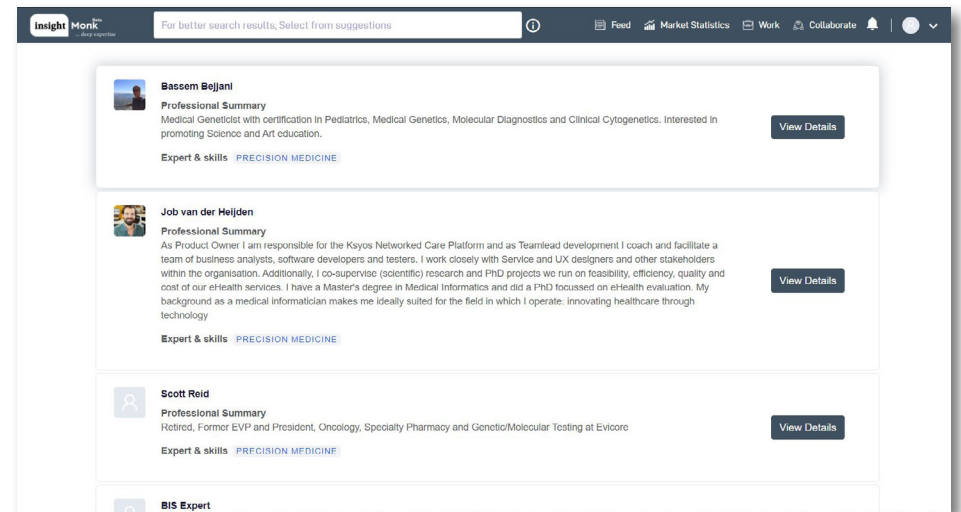 insight Monk Beta
... deep expertise
For better search results, Select from suggestions
Feed
Market Statistics
Work
Collaborate
Bassem Bejjani
Professional Summary
Medical Geneticist with certification in Pediatrics, Medical Genetics, Molecular Diagnostics and Clinical Cytogenetics. Interested in
promoting Science and Art education.
View Details
Expert & skills PRECISION MEDICINE
Job van der Heijden
Professional Summary
As Product Owner I am responsible for the Ksyos Networked Care Platform and as Teamlead development I coach and facilitate a
team of business analysts, software developers and testers. I work closely with Service and UX designers and other stakeholders
within the organisation. Additionally, I co-supervise (scientific) research and PhD projects we run on feasibility, efficiency, quality and
cost of our eHealth services. I have a Master's degree in Medical Informatics and did a PhD focussed on eHealth evaluation. My
background as a medical informatician makes me ideally suited for the field in which I operate: innovating healthcare through
technology
View Details
Expert & skills PRECISION MEDICINE
Scott Reid
Professional Summary
Retired, Former EVP and President, Oncology, Specialty Pharmacy and Genetic/Molecular Testing at Evicore
View Details
Expert & skills PRECISION MEDICINE
BIS Expert